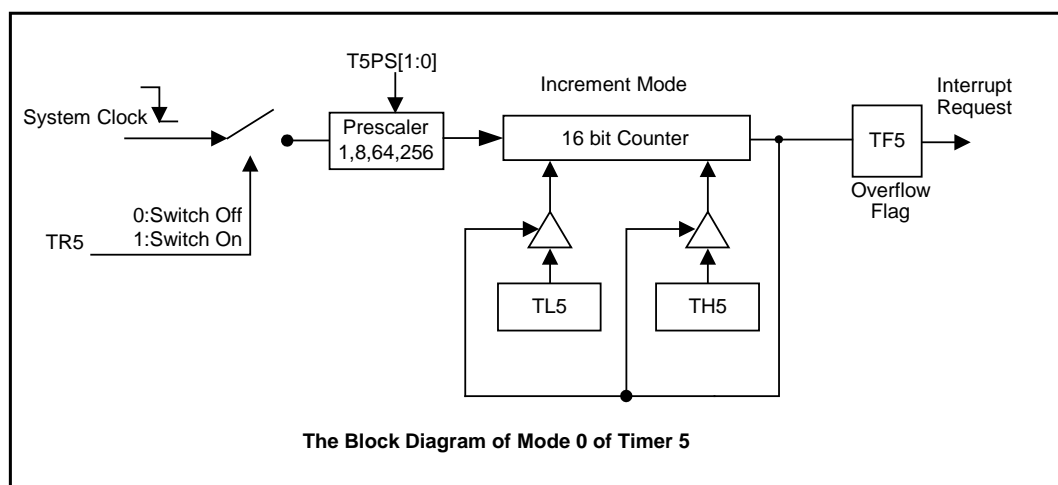 T5PS[1:0]
Increment Mode
Interrupt
Request
System Clock
Prescaler
1,8,64,256
16 bit Counter
TF5
Overflow
Flag
0:Switch Off
1:Switch On
TR5
TL5
TH5
The Block Diagram of Mode 0 of Timer 5